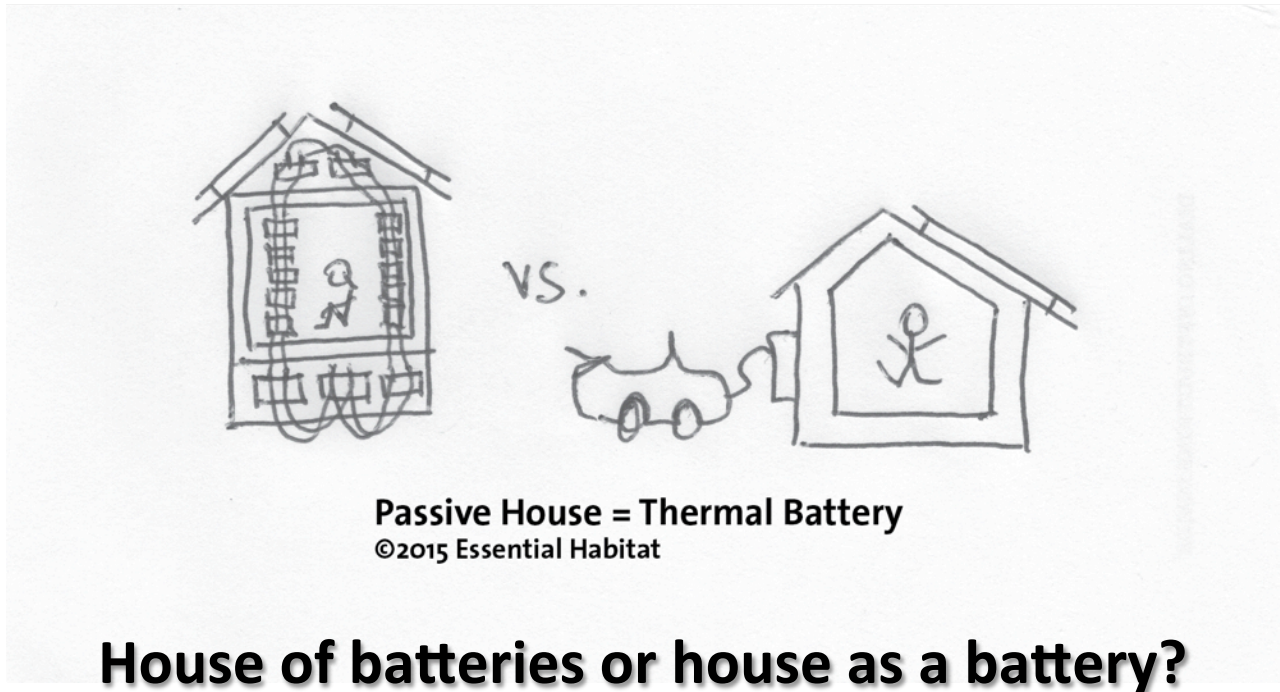 vs.
Passive House = Thermal Battery
©2015 Essential Habitat
House of batteries or house as a battery?